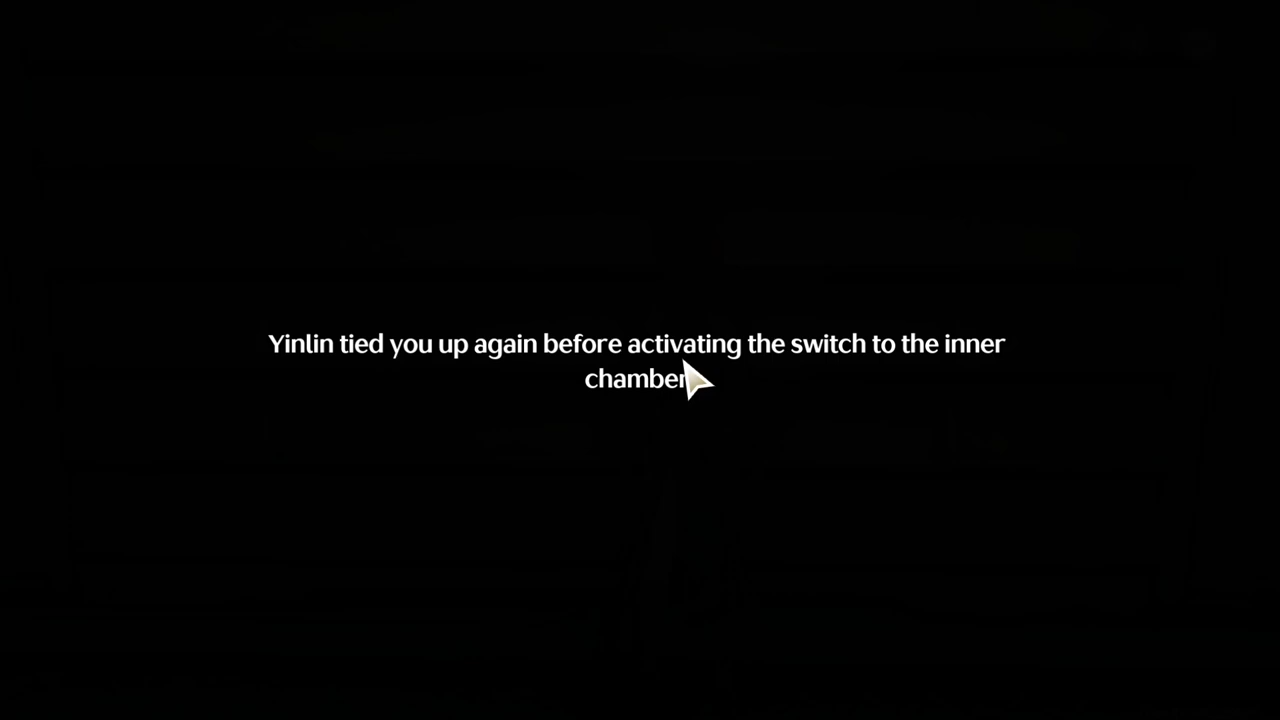 Yinlin tied you up again before activating the switch to the inner
chamber